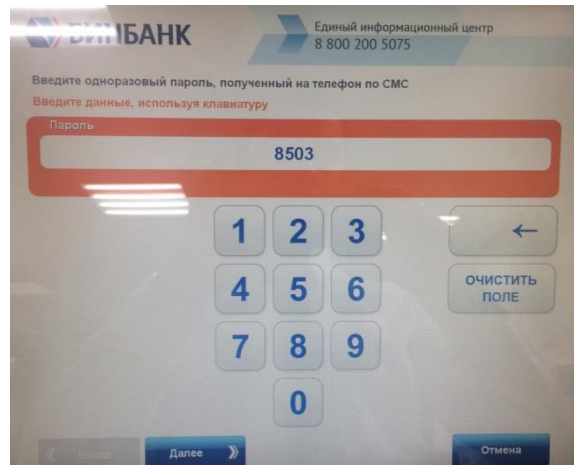 БИНБАНК
Единый информационный центр
8 800 200 5075
Введите одноразовый пароль, полученный на телефон по СМС
Введите данные, используя клавиатуру
Пароль
8503
1 2 3 ←
4 5 6 ОЧИСТИТЬ
ПОЛЕ
7 8 9
0
Назад Далее Отмена